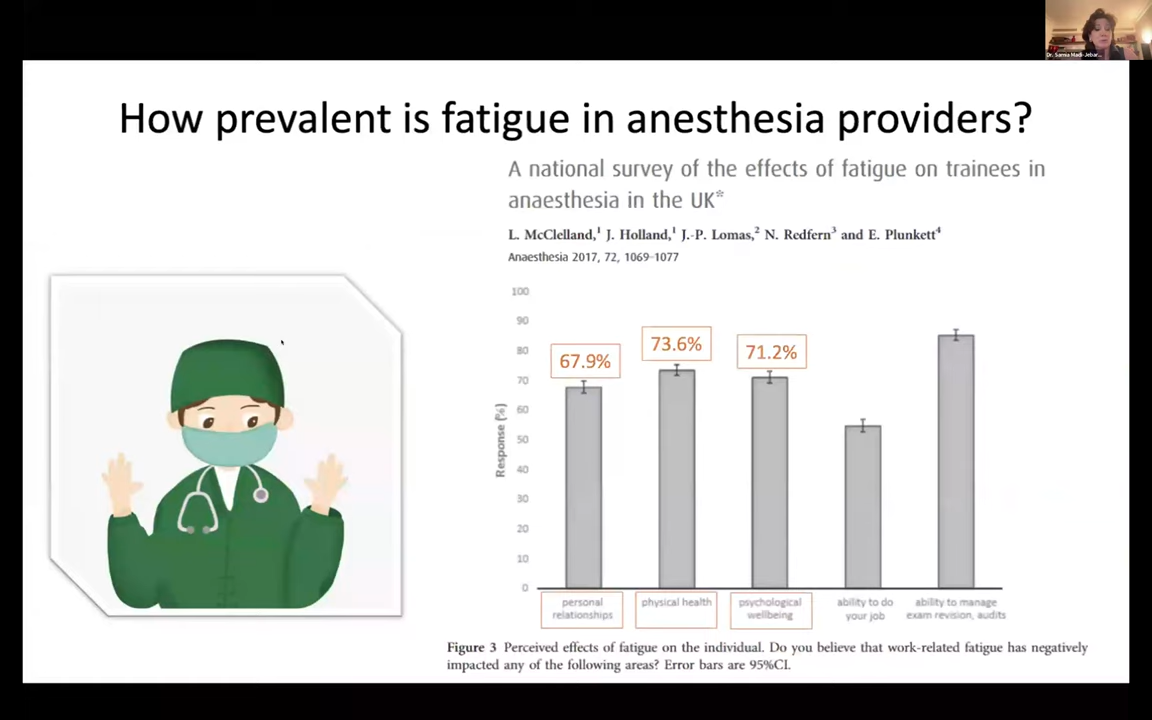 Dr. Samia Madi-Jebar...
How prevalent is fatigue in anesthesia providers?
A national survey of the effects of fatigue on trainees in
anaesthesia in the UK*
L. McClelland,¹ J. Holland,¹ J.-P. Lomas,² N. Redfern³ and E. Plunkett⁴
Anaesthesia 2017, 72, 1069–1077
Response (%)
100
90
80
70
60
50
40
30
20
10
0
67.9%
73.6%
71.2%
personal
relationships
physical health
psychological
wellbeing
ability to do
your job
ability to manage
exam revision, audits
Figure 3 Perceived effects of fatigue on the individual. Do you believe that work-related fatigue has negatively
impacted any of the following areas? Error bars are 95%CI.